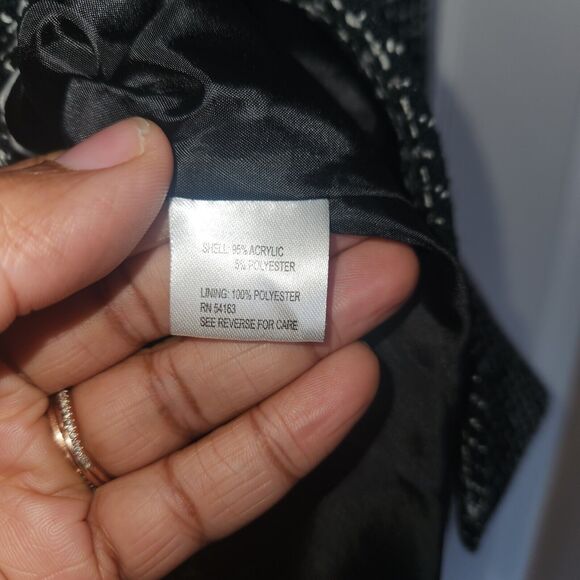 SHELL: 95% ACRYLIC
5% POLYESTER
LINING: 100% POLYESTER
RN 54163
SEE REVERSE FOR CARE